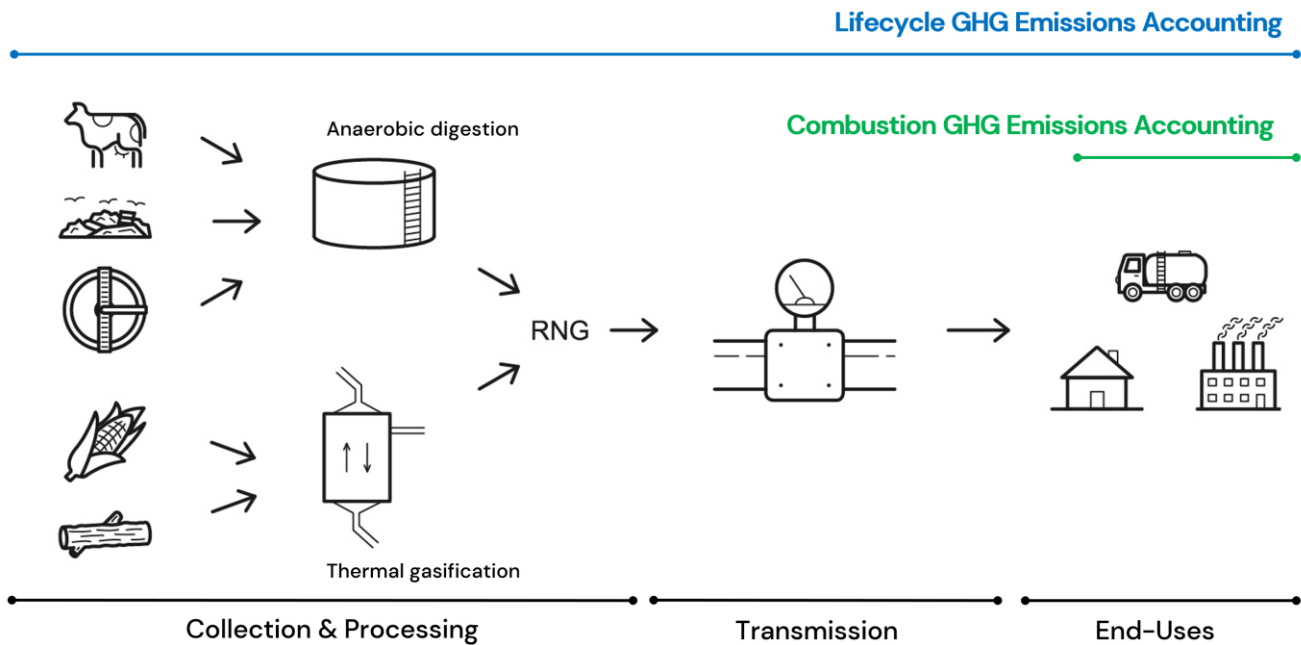 Lifecycle GHG Emissions Accounting
Combustion GHG Emissions Accounting
Anaerobic digestion
RNG
Thermal gasification
Collection & Processing
Transmission
End-Uses